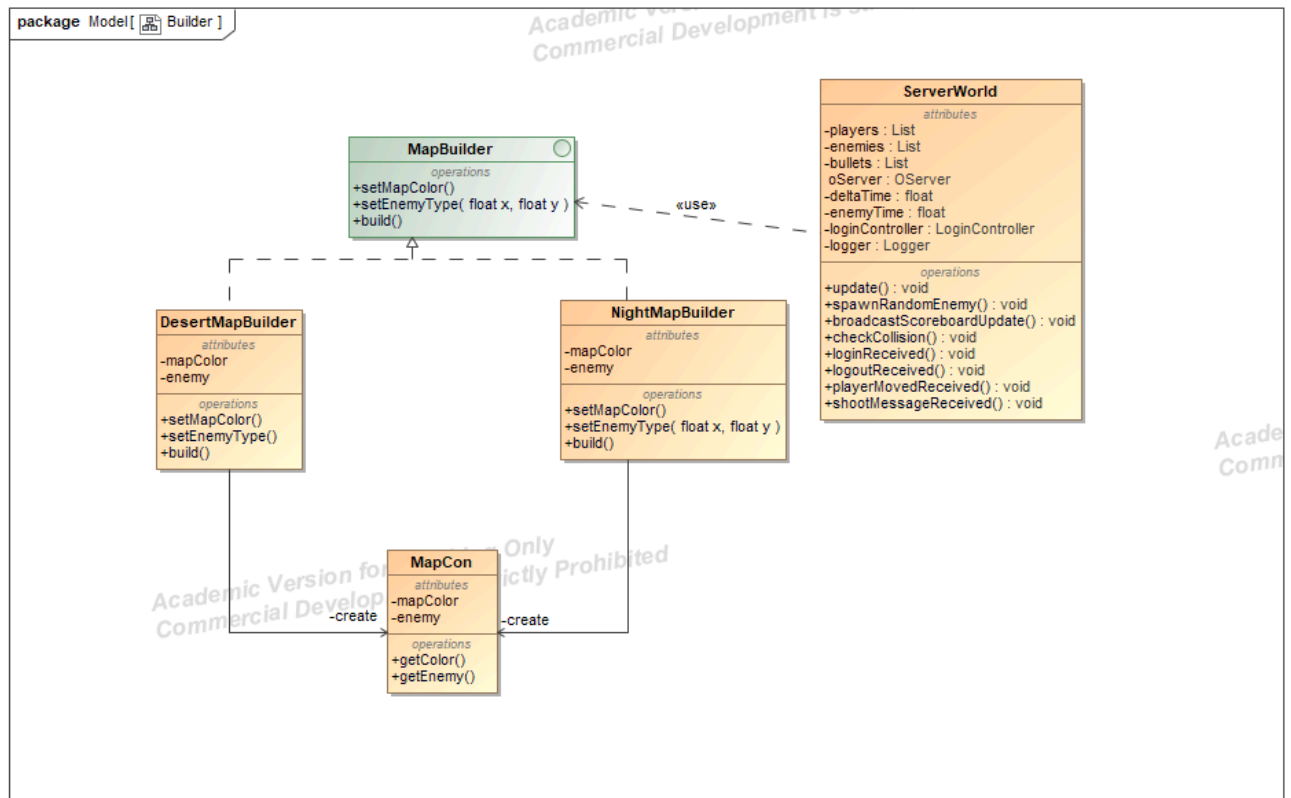 package Model[ Builder ]
Academic
Commercial Development is
ServerWorld
attributes
-players : List
-enemies : List
-bullets : List
oServer : OServer
-deltaTime : float
-enemyTime : float
-loginController : LoginController
-logger : Logger
operations
+update() : void
+spawnRandomEnemy() : void
+broadcastScoreboardUpdate() : void
+checkCollision() : void
+loginReceived() : void
+logoutReceived() : void
+playerMovedReceived() : void
+shootMessageReceived() : void
MapBuilder
operations
+setMapColor()
+setEnemyType( float x, float y )
+build()
«use»
DesertMapBuilder
attributes
-mapColor
-enemy
operations
+setMapColor()
+setEnemyType()
+build()
NightMapBuilder
attributes
-mapColor
-enemy
operations
+setMapColor()
+setEnemyType( float x, float y )
+build()
Acade
Comm
Academic Version for Only
Commercial Develop ictly Prohibited
MapCon
attributes
-mapColor
-enemy
operations
+getColor()
+getEnemy()
-create
-create